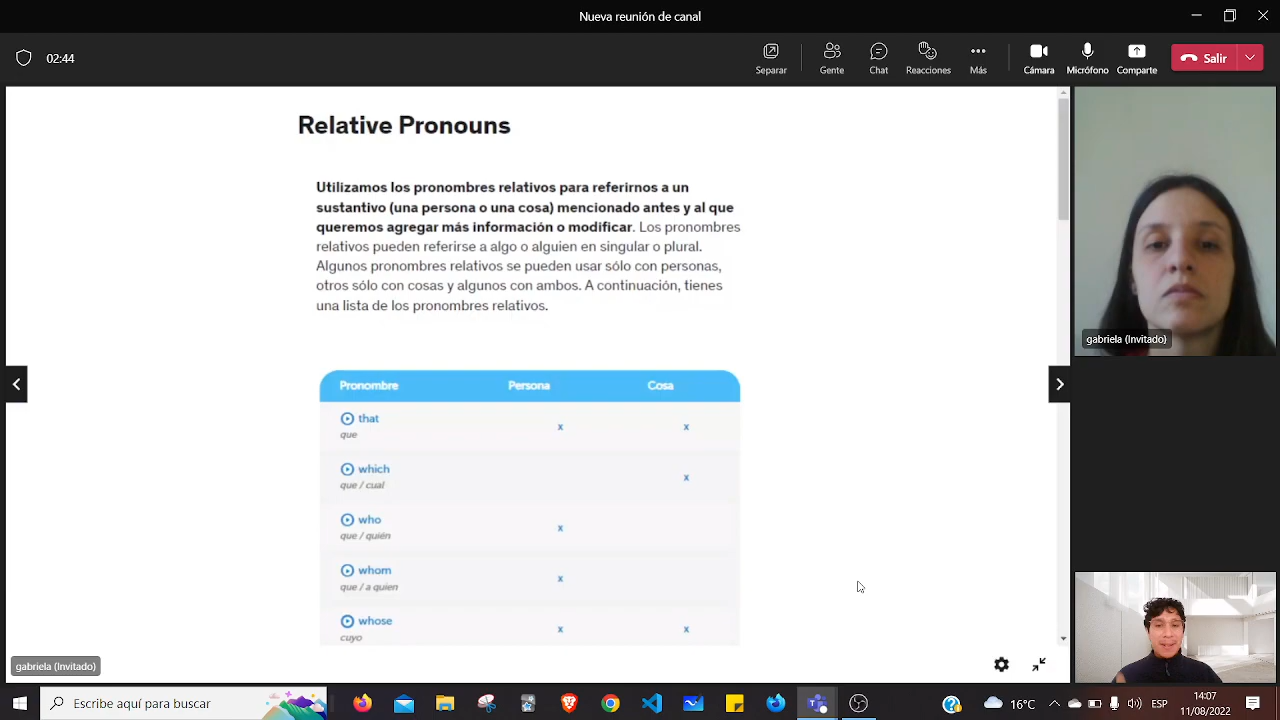 Nueva reunión de canal
02:44
Separar
Gente
Chat
Reacciones
Más
Cámara
Micrófono
Comparte
Salir
Relative Pronouns
Utilizamos los pronombres relativos para referirnos a un
sustantivo (una persona o una cosa) mencionado antes y al que
queremos agregar más información o modificar. Los pronombres
relativos pueden referirse a algo o alguien en singular o plural.
Algunos pronombres relativos se pueden usar sólo con personas,
otros sólo con cosas y algunos con ambos. A continuación, tienes
una lista de los pronombres relativos.
Pronombre Persona Cosa
that x x
que
which x
que / cual
who x
que / quién
whom x
que / a quien
whose x x
cuyo
gabriela (Invitado)
gabriela (Invitado)
Escribe aquí para buscar
16°C
11:07
14/02/2022